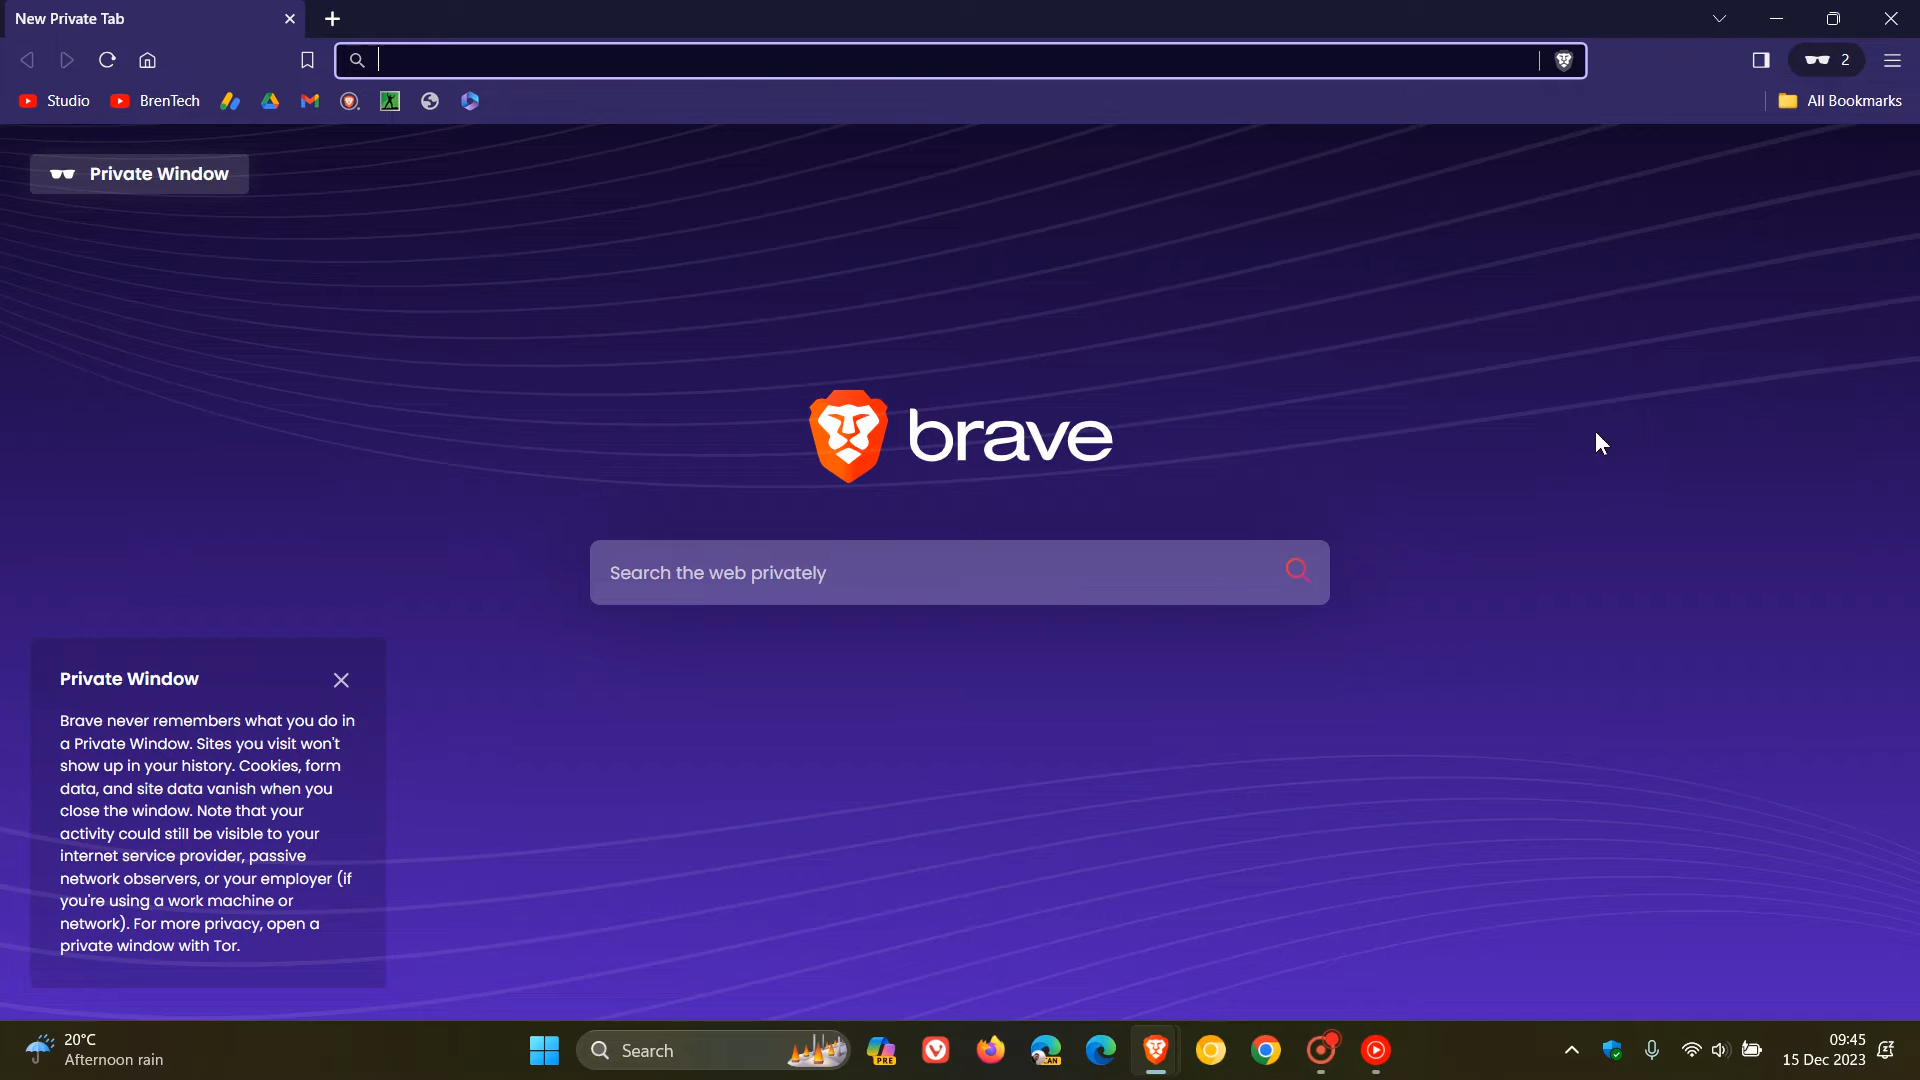 New Private Tab
2
Studio
BrenTech
All Bookmarks
Private Window
brave
Search the web privately
Private Window
Brave never remembers what you do in
a Private Window. Sites you visit won't
show up in your history. Cookies, form
data, and site data vanish when you
close the window. Note that your
activity could still be visible to your
internet service provider, passive
network observers, or your employer (if
you're using a work machine or
network). For more privacy, open a
private window with Tor.
20°C
Afternoon rain
Search
PRE
CAN
09:45
15 Dec 2023